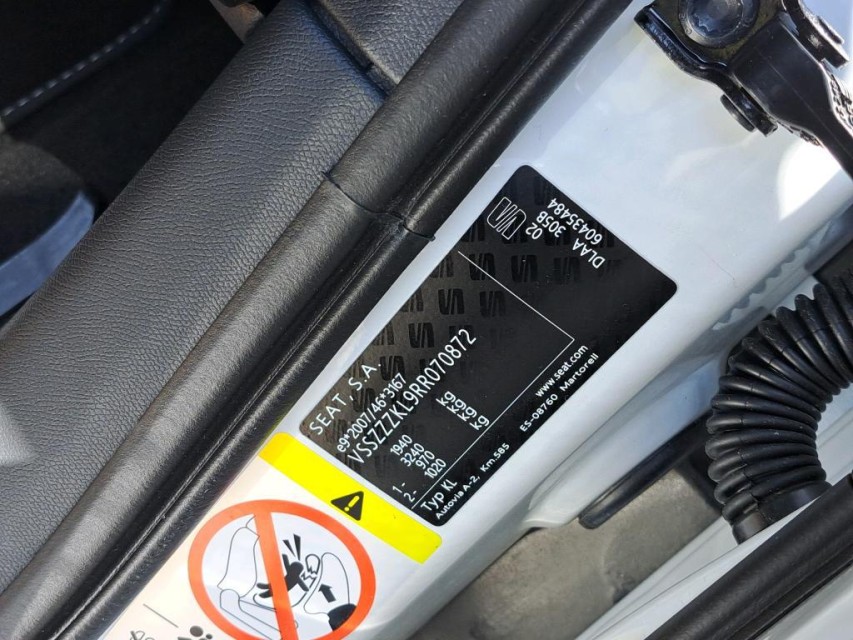 02
DLAA 305B
60435484
SEAT, S.A.
e9*2007/46*3167
VSSZZZKL9RR070872
1940 kg
3240 kg
1- 970 kg
2- 1020 kg
Typ KL
www.seat.com
Autovía A-2, Km.585 ES-08760 Martorell